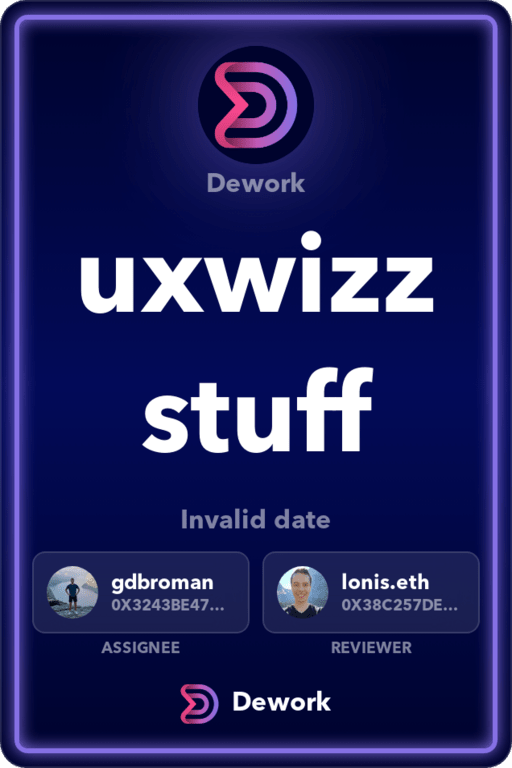 Dework
uxwizz
stuff
Invalid date
gdbroman
0X3243BE47...
lonis.eth
0X38C257DE...
ASSIGNEE
REVIEWER
Dework